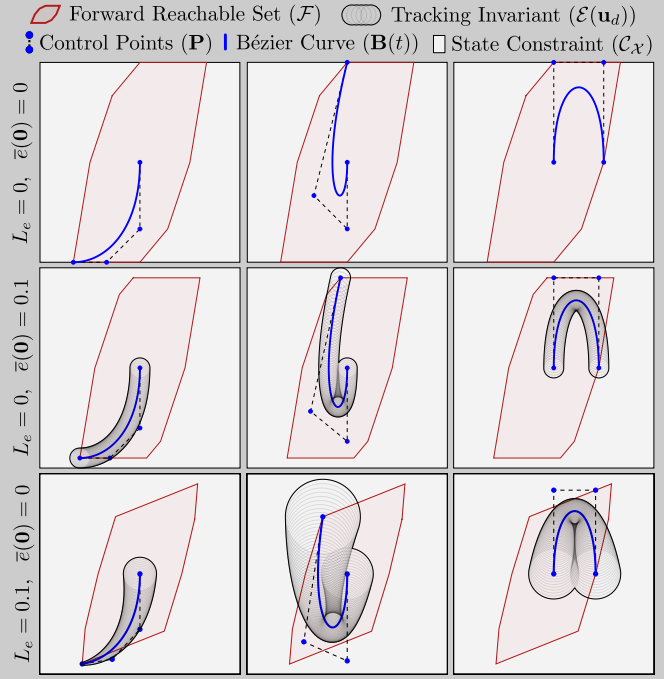 Forward Reachable Set (ℱ) Tracking Invariant (ℰ(𝐮_d))
Control Points (𝐏) Bézier Curve (𝐁(t)) State Constraint (𝒞_𝒳)
L_e = 0, e̅(𝟎) = 0
L_e = 0, e̅(𝟎) = 0.1
L_e = 0.1, e̅(𝟎) = 0